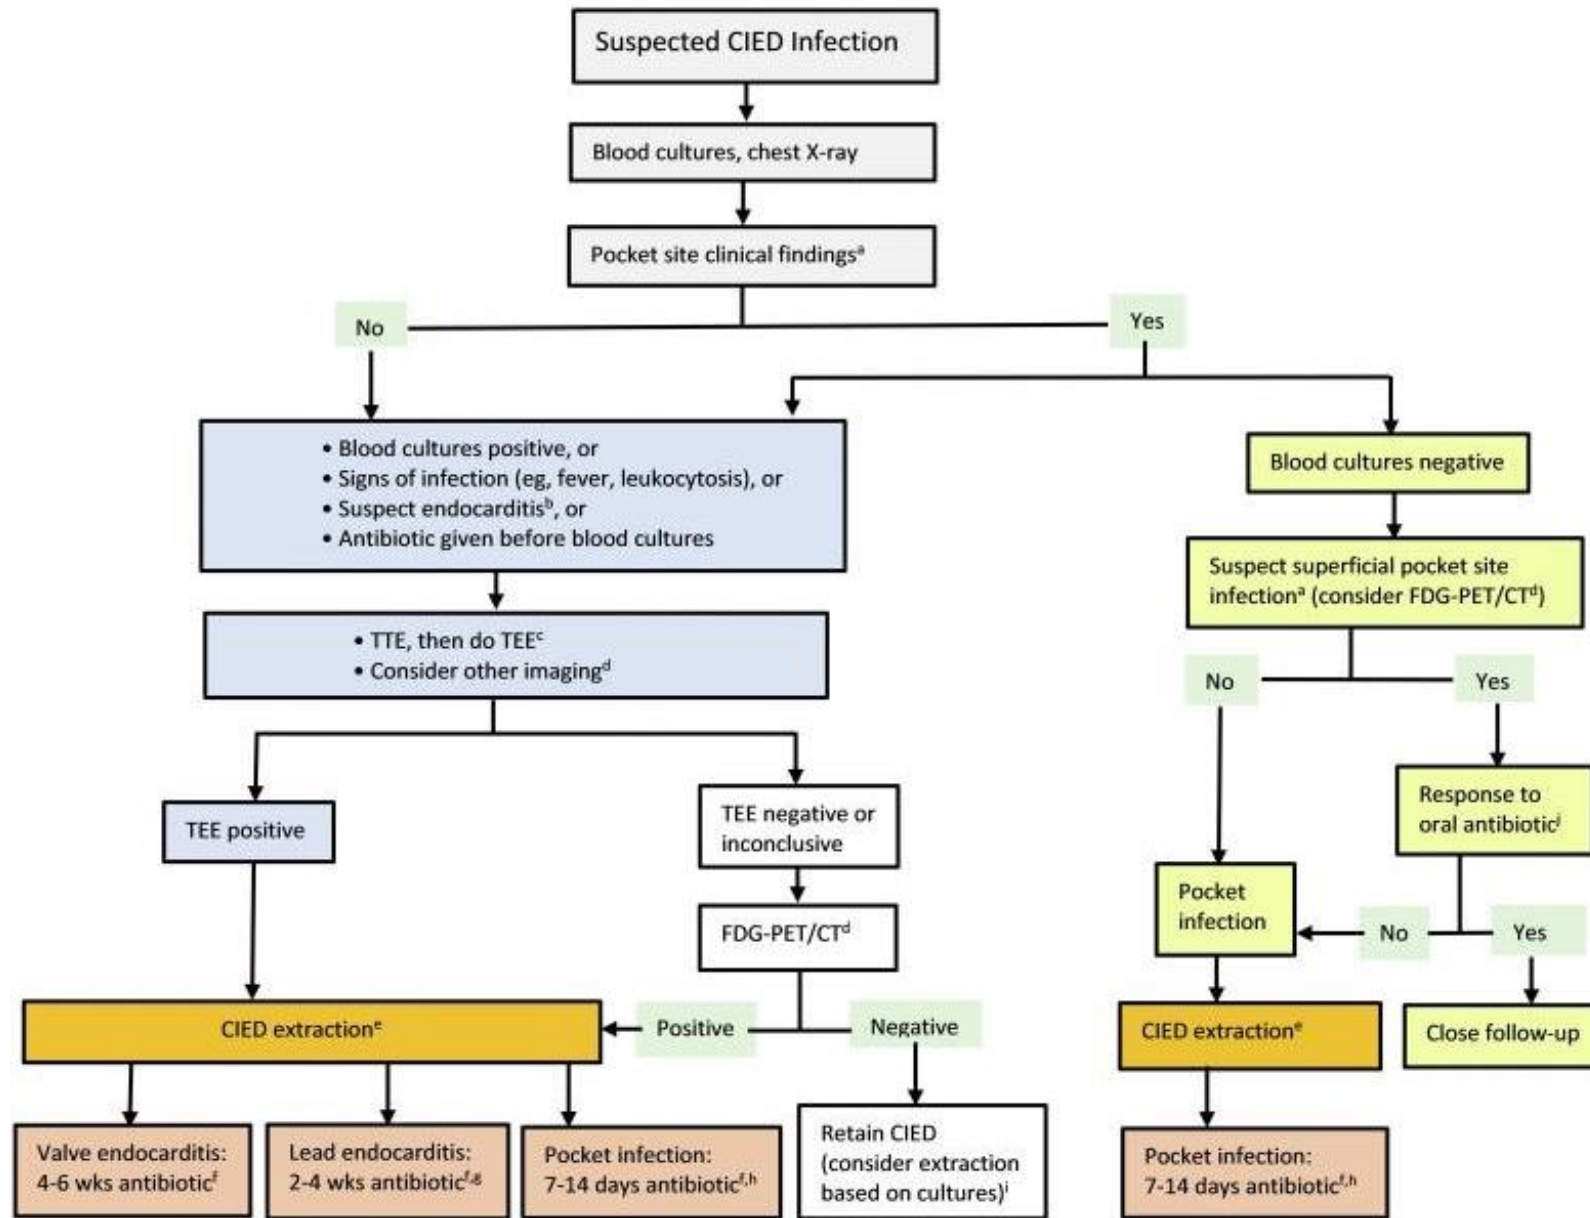 Suspected CIED Infection
Blood cultures, chest X-ray
Pocket site clinical findingsᵃ
No
Yes
• Blood cultures positive, or
• Signs of infection (eg, fever, leukocytosis), or
• Suspect endocarditisᵇ, or
• Antibiotic given before blood cultures
Blood cultures negative
Suspect superficial pocket site
infectionᵃ (consider FDG-PET/CTᵈ)
• TTE, then do TEEᶜ
• Consider other imagingᵈ
No
Yes
TEE positive
TEE negative or
inconclusive
Response to
oral antibioticʲ
Pocket
infection
No
Yes
FDG-PET/CTᵈ
CIED extractionᵉ
Positive
Negative
CIED extractionᵉ
Close follow-up
Valve endocarditis:
4-6 wks antibioticᶠ
Lead endocarditis:
2-4 wks antibioticᶠ,ᵍ
Pocket infection:
7-14 days antibioticᶠ,ʰ
Retain CIED
(consider extraction
based on cultures)ⁱ
Pocket infection:
7-14 days antibioticᶠ,ʰ